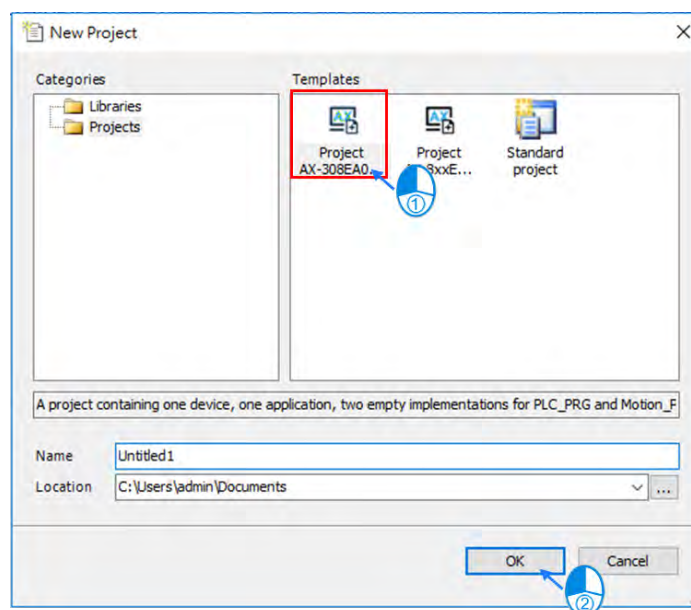 New Project
Categories
Templates
Libraries
Projects
Project
AX-308EA0...
Project
8xxE...
Standard
project
①
A project containing one device, one application, two empty implementations for PLC_PRG and Motion_F
Name
Untitled1
Location
C:\Users\admin\Documents
...
OK
Cancel
②